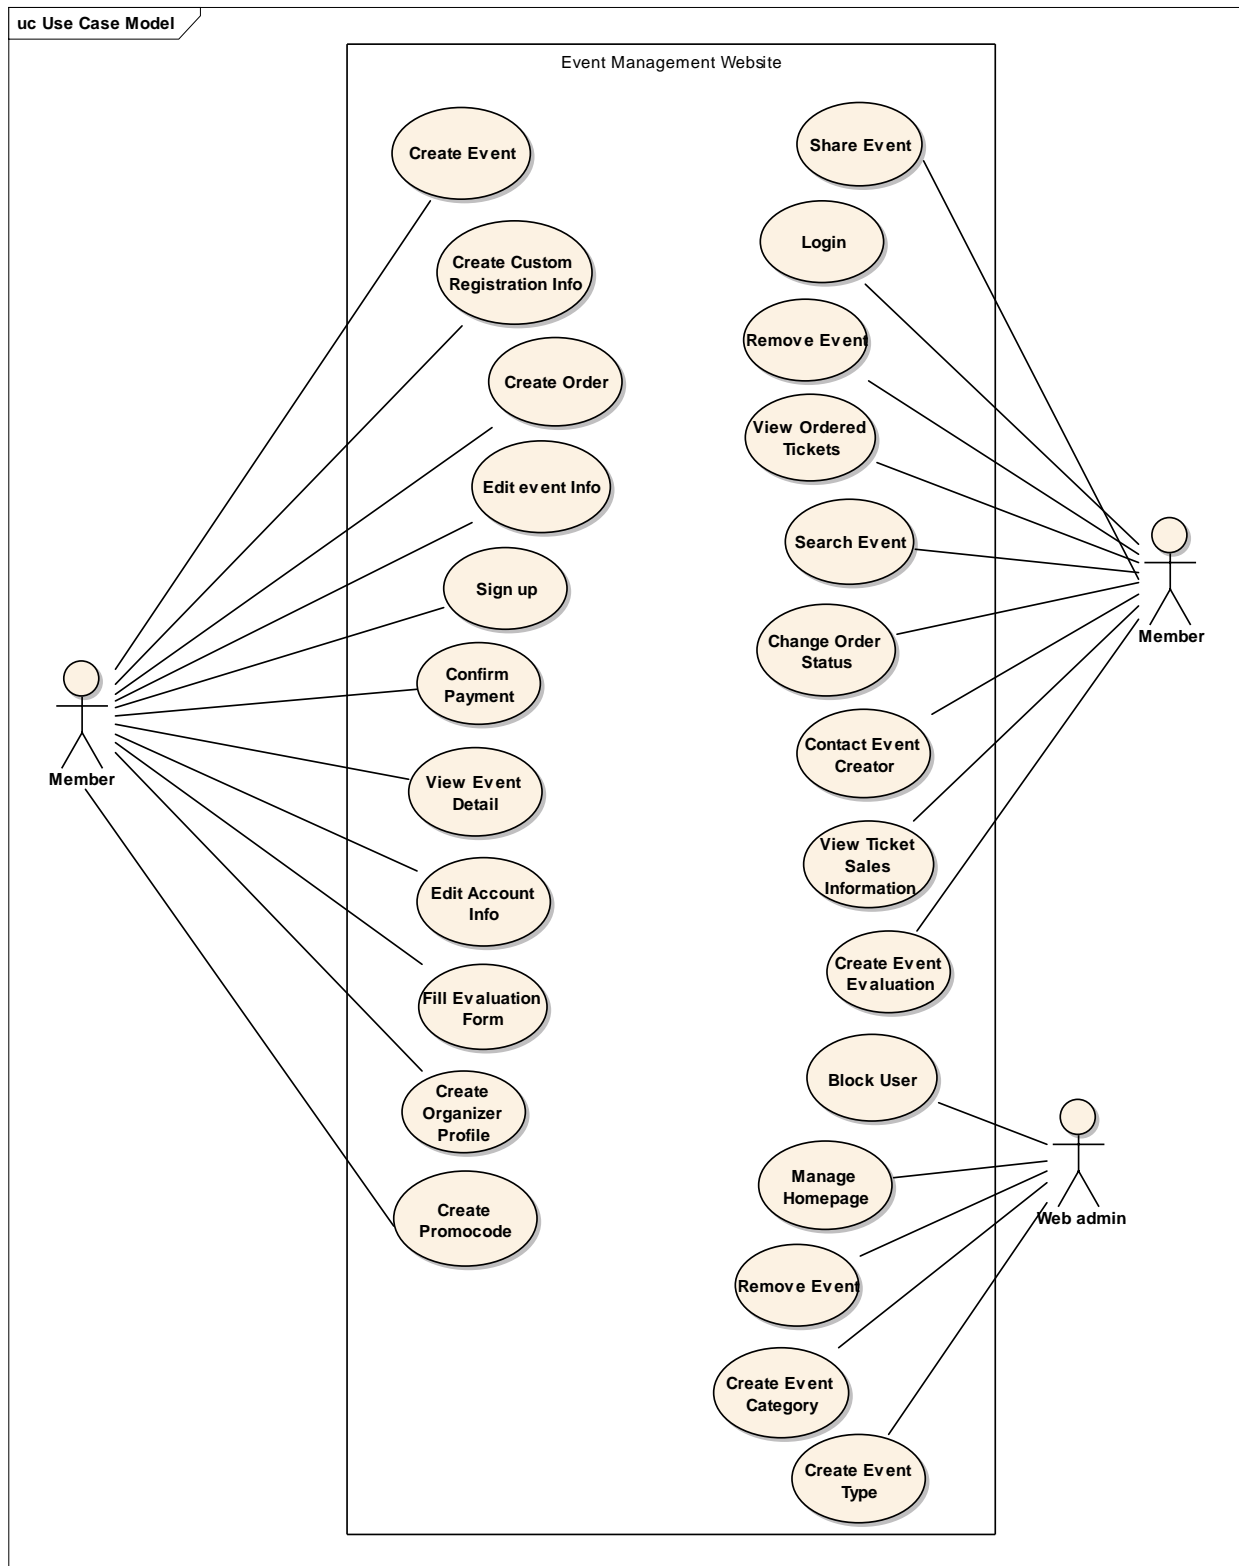 uc Use Case Model
Event Management Website
Create Event
Share Event
Login
Create Custom
Registration Info
Remove Event
Create Order
View Ordered
Tickets
Edit event Info
Search Event
Sign up
Change Order
Status
Member
Confirm
Payment
Contact Event
Creator
Member
View Event
Detail
View Ticket
Sales
Information
Edit Account
Info
Create Event
Evaluation
Fill Evaluation
Form
Block User
Create
Organizer
Profile
Manage
Homepage
Web admin
Create
Promocode
Remove Event
Create Event
Category
Create Event
Type